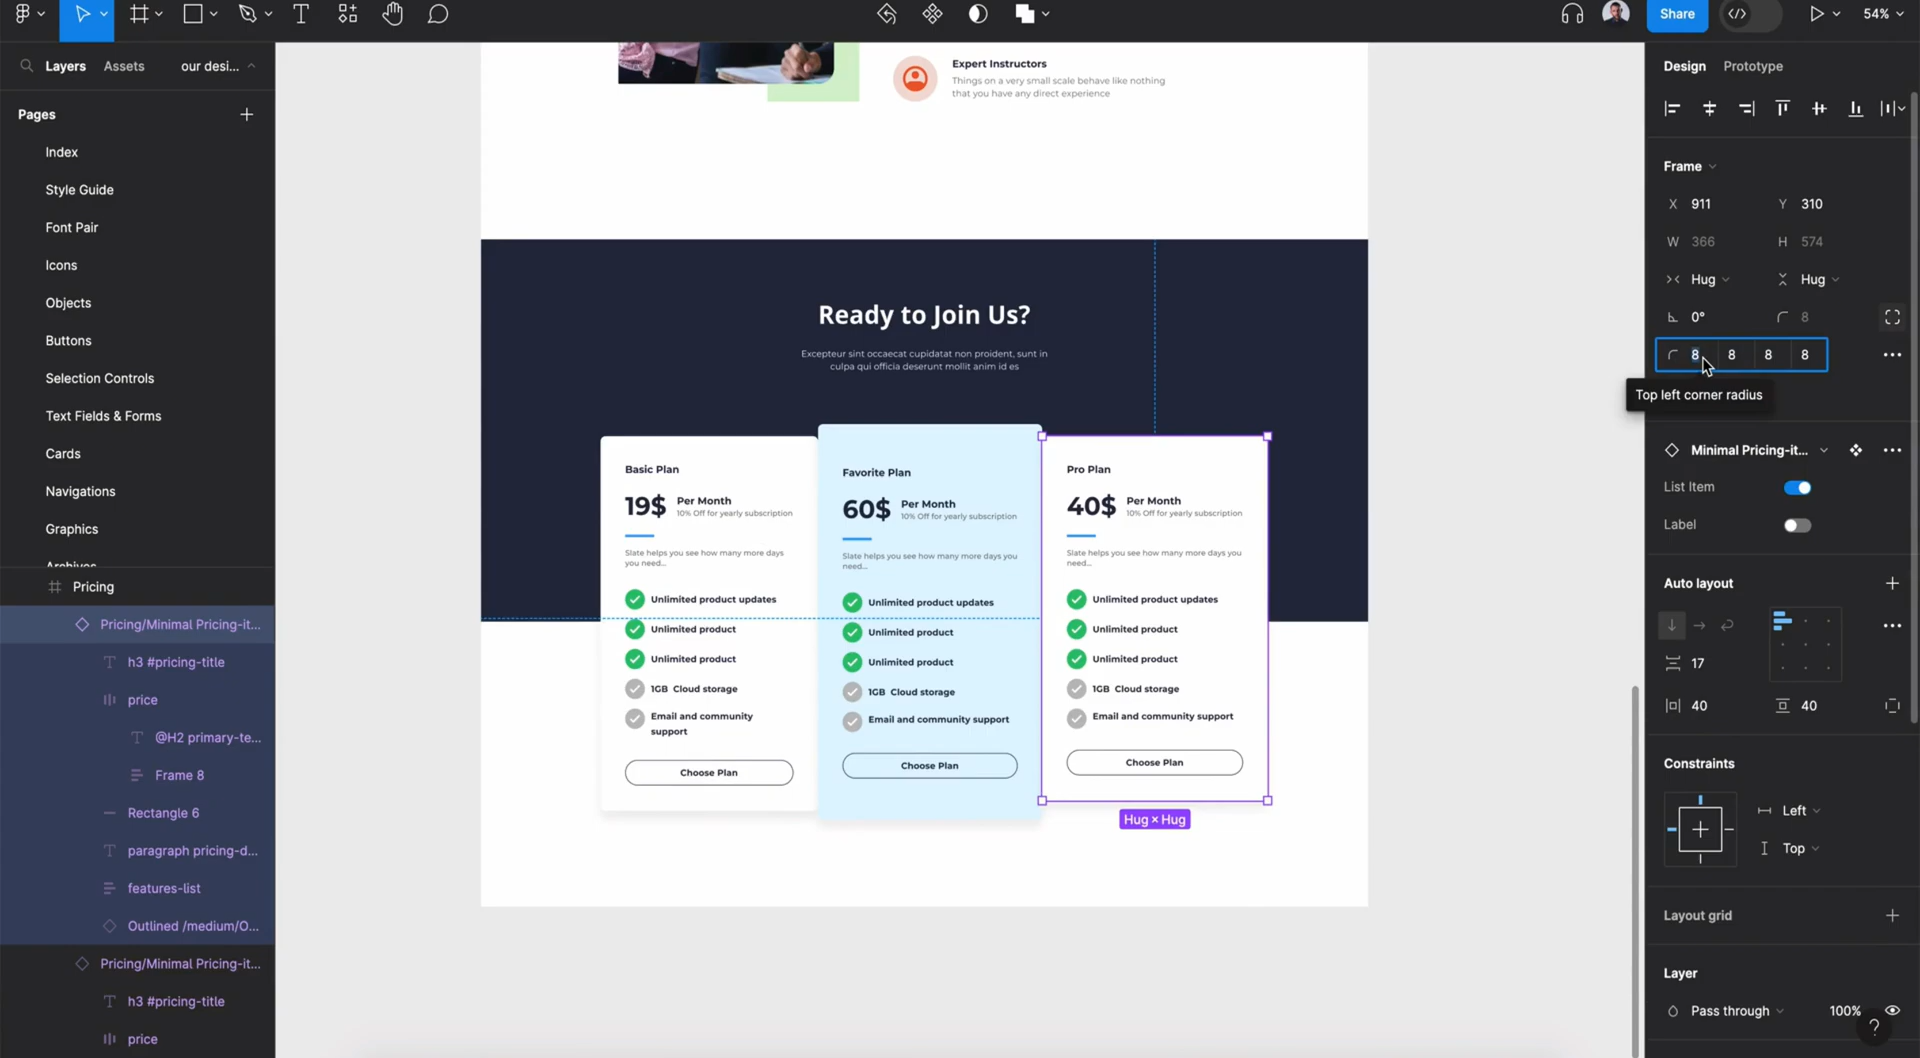 Share
54%
Layers
Assets
our desi...
Pages
Index
Style Guide
Font Pair
Icons
Objects
Buttons
Selection Controls
Text Fields & Forms
Cards
Navigations
Graphics
Archives
Pricing
Pricing/Minimal Pricing-it...
h3 #pricing-title
price
@H2 primary-te...
Frame 8
Rectangle 6
paragraph pricing-d...
features-list
Outlined /medium/O...
Pricing/Minimal Pricing-it...
h3 #pricing-title
price
Expert Instructors
Things on a very small scale behave like nothing
that you have any direct experience
Ready to Join Us?
Excepteur sint occaecat cupidatat non proident, sunt in
culpa qui officia deserunt mollit anim id es
Basic Plan
19$
Per Month
10% Off for yearly subscription
Slate helps you see how many more days
you need...
Unlimited product updates
Unlimited product
Unlimited product
1GB Cloud storage
Email and community
support
Choose Plan
Favorite Plan
60$
Per Month
10% Off for yearly subscription
Slate helps you see how many more days you
need...
Unlimited product updates
Unlimited product
Unlimited product
1GB Cloud storage
Email and community support
Choose Plan
Pro Plan
40$
Per Month
10% Off for yearly subscription
Slate helps you see how many more days you
need...
Unlimited product updates
Unlimited product
Unlimited product
1GB Cloud storage
Email and community support
Choose Plan
Hug × Hug
Design
Prototype
Frame
X 911
Y 310
W 366
H 574
Hug
Hug
0°
8
8 8 8 8
Top left corner radius
Minimal Pricing-it...
List Item
Label
Auto layout
17
40
40
Constraints
Left
Top
Layout grid
Layer
Pass through
100%
?